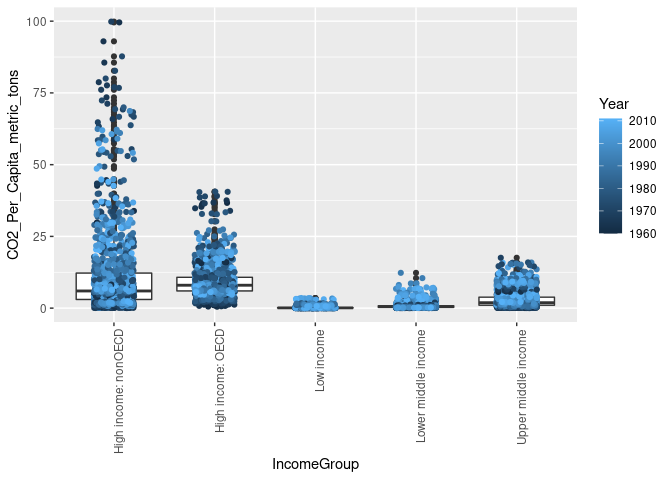 CO2_Per_Capita_metric_tons
100
75
50
25
0
High income: nonOECD
High income: OECD
Low income
Lower middle income
Upper middle income
IncomeGroup
Year
2010
2000
1990
1980
1970
1960